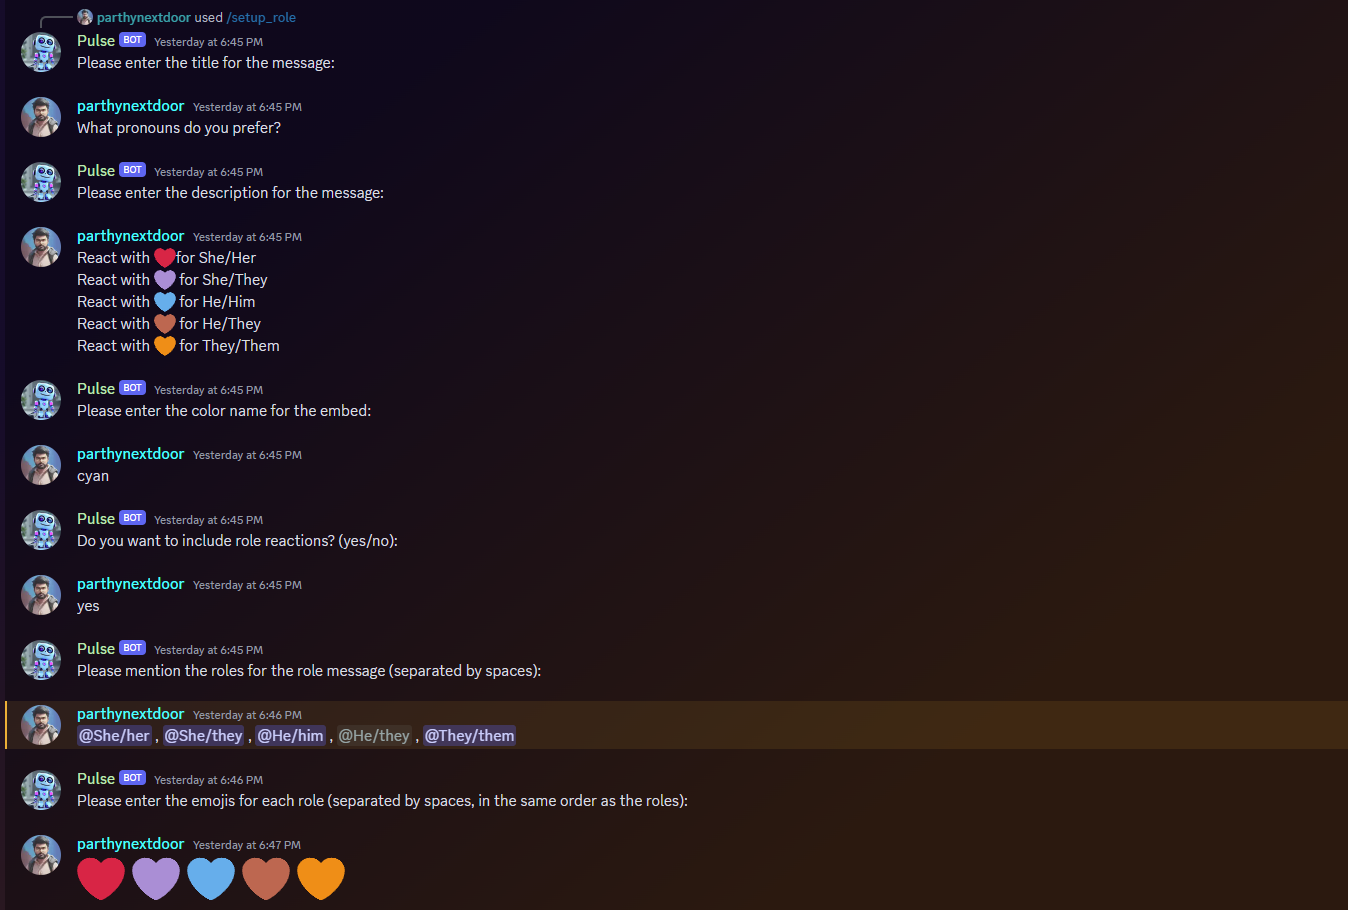 parthynextdoor used /setup_role
Pulse BOT Yesterday at 6:45 PM
Please enter the title for the message:
parthynextdoor Yesterday at 6:45 PM
What pronouns do you prefer?
Pulse BOT Yesterday at 6:45 PM
Please enter the description for the message:
parthynextdoor Yesterday at 6:45 PM
React with ❤️for She/Her
React with 💜 for She/They
React with 💙 for He/Him
React with 🤎 for He/They
React with 🧡 for They/Them
Pulse BOT Yesterday at 6:45 PM
Please enter the color name for the embed:
parthynextdoor Yesterday at 6:45 PM
cyan
Pulse BOT Yesterday at 6:45 PM
Do you want to include role reactions? (yes/no):
parthynextdoor Yesterday at 6:45 PM
yes
Pulse BOT Yesterday at 6:45 PM
Please mention the roles for the role message (separated by spaces):
parthynextdoor Yesterday at 6:46 PM
@She/her , @She/they , @He/him , @He/they , @They/them
Pulse BOT Yesterday at 6:46 PM
Please enter the emojis for each role (separated by spaces, in the same order as the roles):
parthynextdoor Yesterday at 6:47 PM
❤️ 💜 💙 🤎 🧡